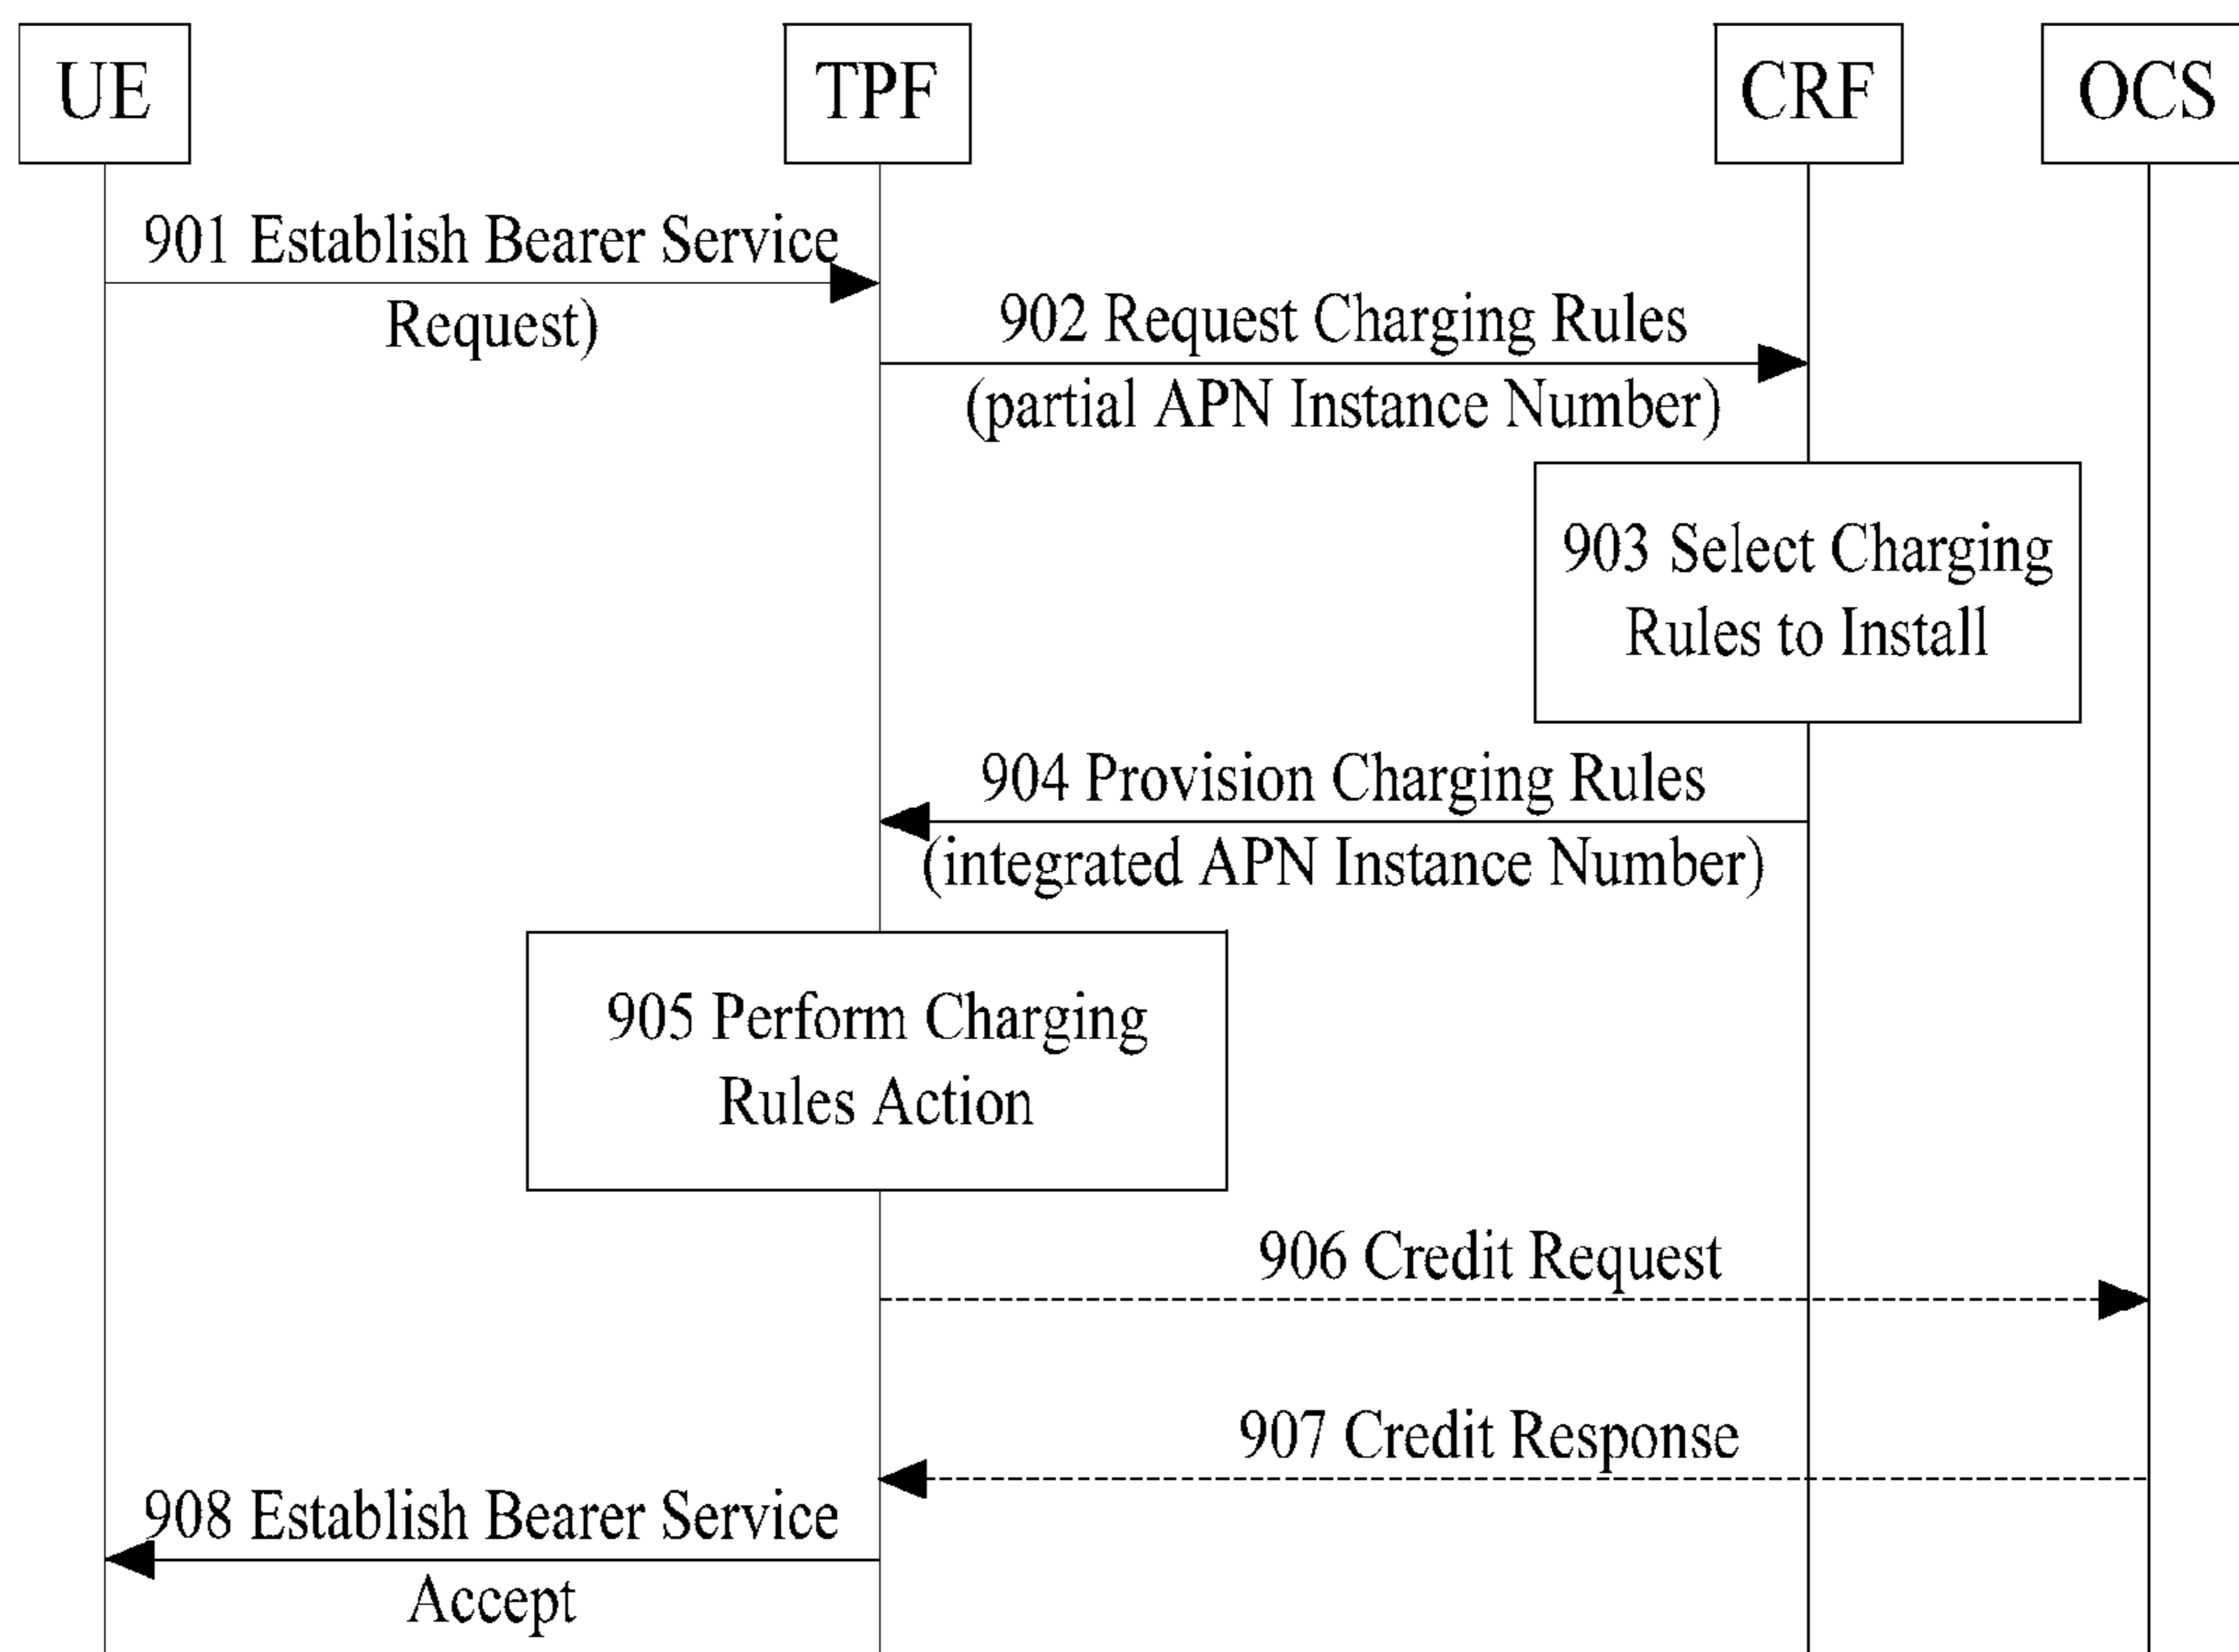 UE
TPF
CRF
OCS
901 Establish Bearer Service
Request)
902 Request Charging Rules
(partial APN Instance Number)
903 Select Charging
Rules to Install
904 Provision Charging Rules
(integrated APN Instance Number)
905 Perform Charging
Rules Action
906 Credit Request
907 Credit Response
908 Establish Bearer Service
Accept